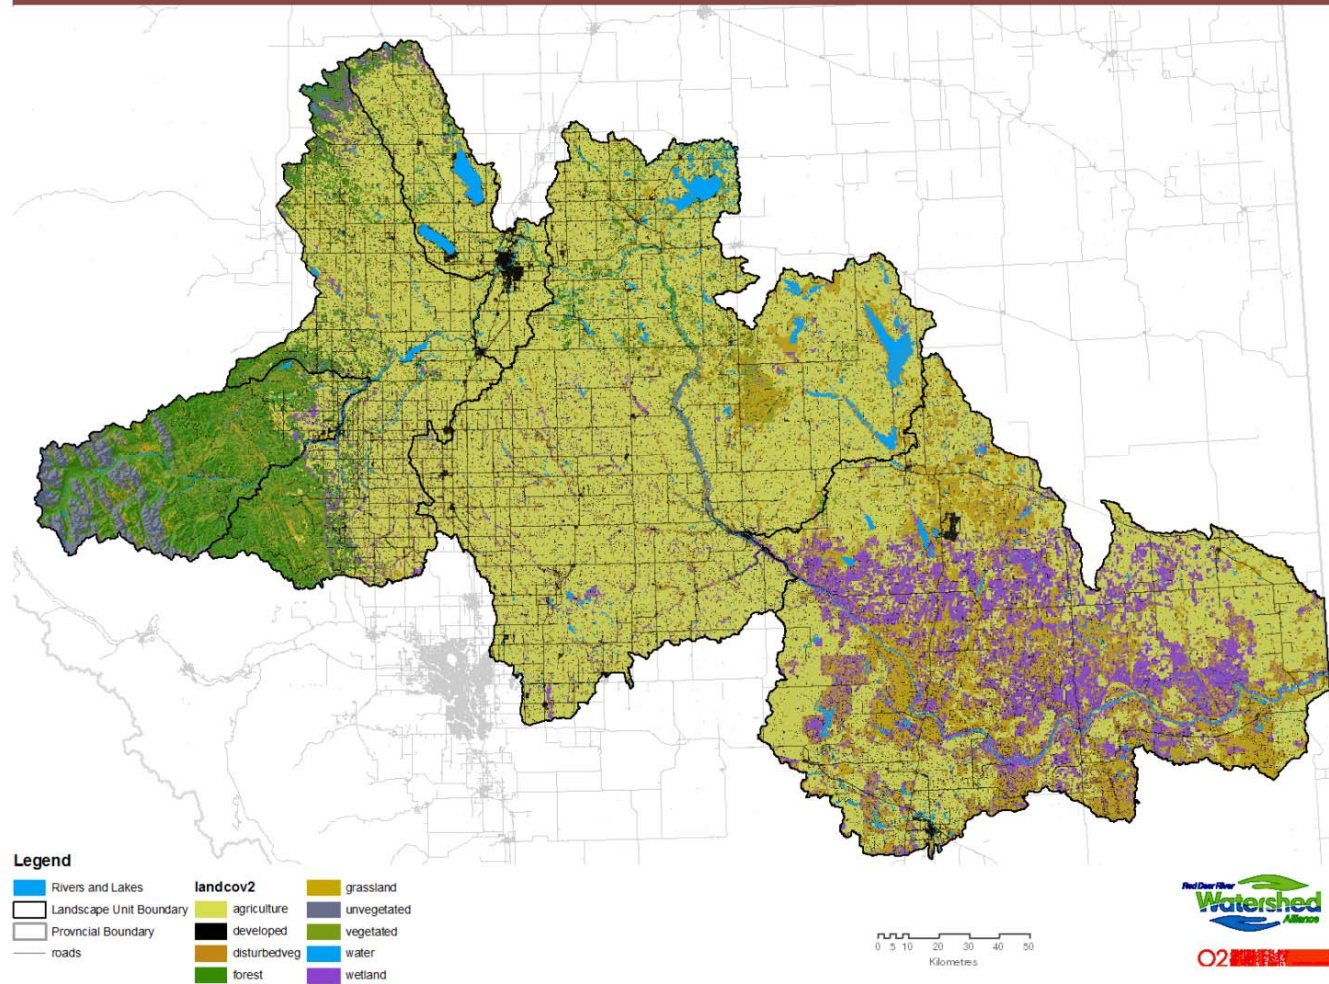 Legend
Rivers and Lakes
Landscape Unit Boundary
Provncial Boundary
roads
landcov2
agriculture
developed
disturbedveg
forest
grassland
unvegetated
vegetated
water
wetland
0 5 10 20 30 40 50
Kilometres
Red Deer River
Watershed
Alliance
O2